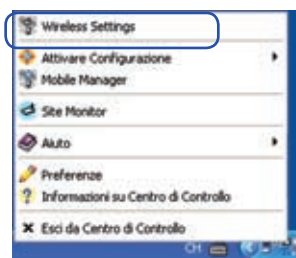 Wireless Settings
Attivare Configurazione
Mobile Manager
Site Monitor
Aiuto
Preferenze
Informazioni su Centro di Controllo
Esci da Centro di Controllo
CH